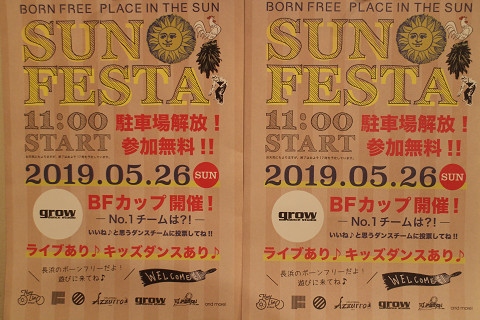 BORN FREE PLACE IN THE SUN
SUN
FESTA
11:00
START
駐車場解放！
参加無料!!
2019.05.26 SUN
grow
BFカップ開催！
—No.1チームは?!—
いいね♪と思うダンスチームに投票してね!!
ライブあり♪キッズダンスあり♪
長浜のボーンフリーだよ！
遊びに来てね♪
WELCOME
Azzurro
grow
and more!
BORN FREE PLACE IN THE SUN
SUN
FESTA
11:00
START
駐車場解放！
参加無料!!
2019.05.26 SUN
grow
BFカップ開催！
—No.1チームは?!—
いいね♪と思うダンスチームに投票してね!!
ライブあり♪キッズダンスあり♪
長浜のボーンフリーだよ！
遊びに来てね♪
WELCOME
Azzurro
grow
and more!